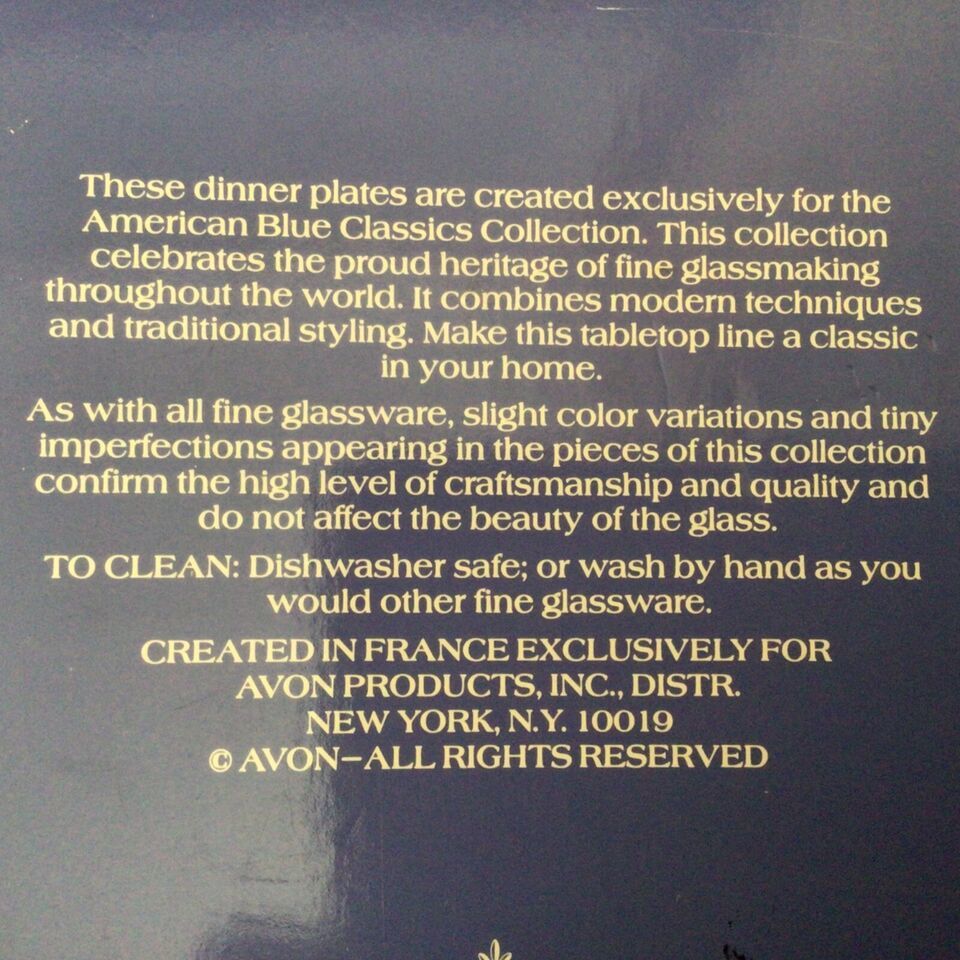 These dinner plates are created exclusively for the
American Blue Classics Collection. This collection
celebrates the proud heritage of fine glassmaking
throughout the world. It combines modern techniques
and traditional styling. Make this tabletop line a classic
in your home.
As with all fine glassware, slight color variations and tiny
imperfections appearing in the pieces of this collection
confirm the high level of craftsmanship and quality and
do not affect the beauty of the glass.
TO CLEAN: Dishwasher safe; or wash by hand as you
would other fine glassware.
CREATED IN FRANCE EXCLUSIVELY FOR
AVON PRODUCTS, INC., DISTR.
NEW YORK, N.Y. 10019
© AVON–ALL RIGHTS RESERVED